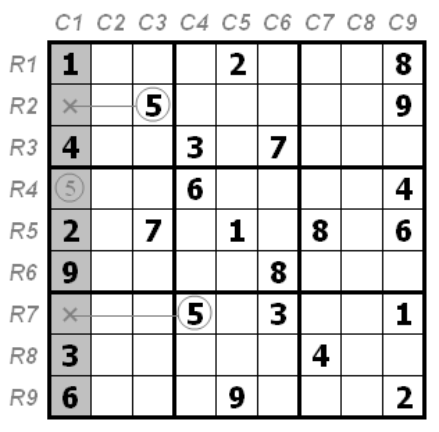 C1 C2 C3 C4 C5 C6 C7 C8 C9
R1 1 2 8
R2 × 5 9
R3 4 3 7
R4 5 6 4
R5 2 7 1 8 6
R6 9 8
R7 × 5 3 1
R8 3 4
R9 6 9 2